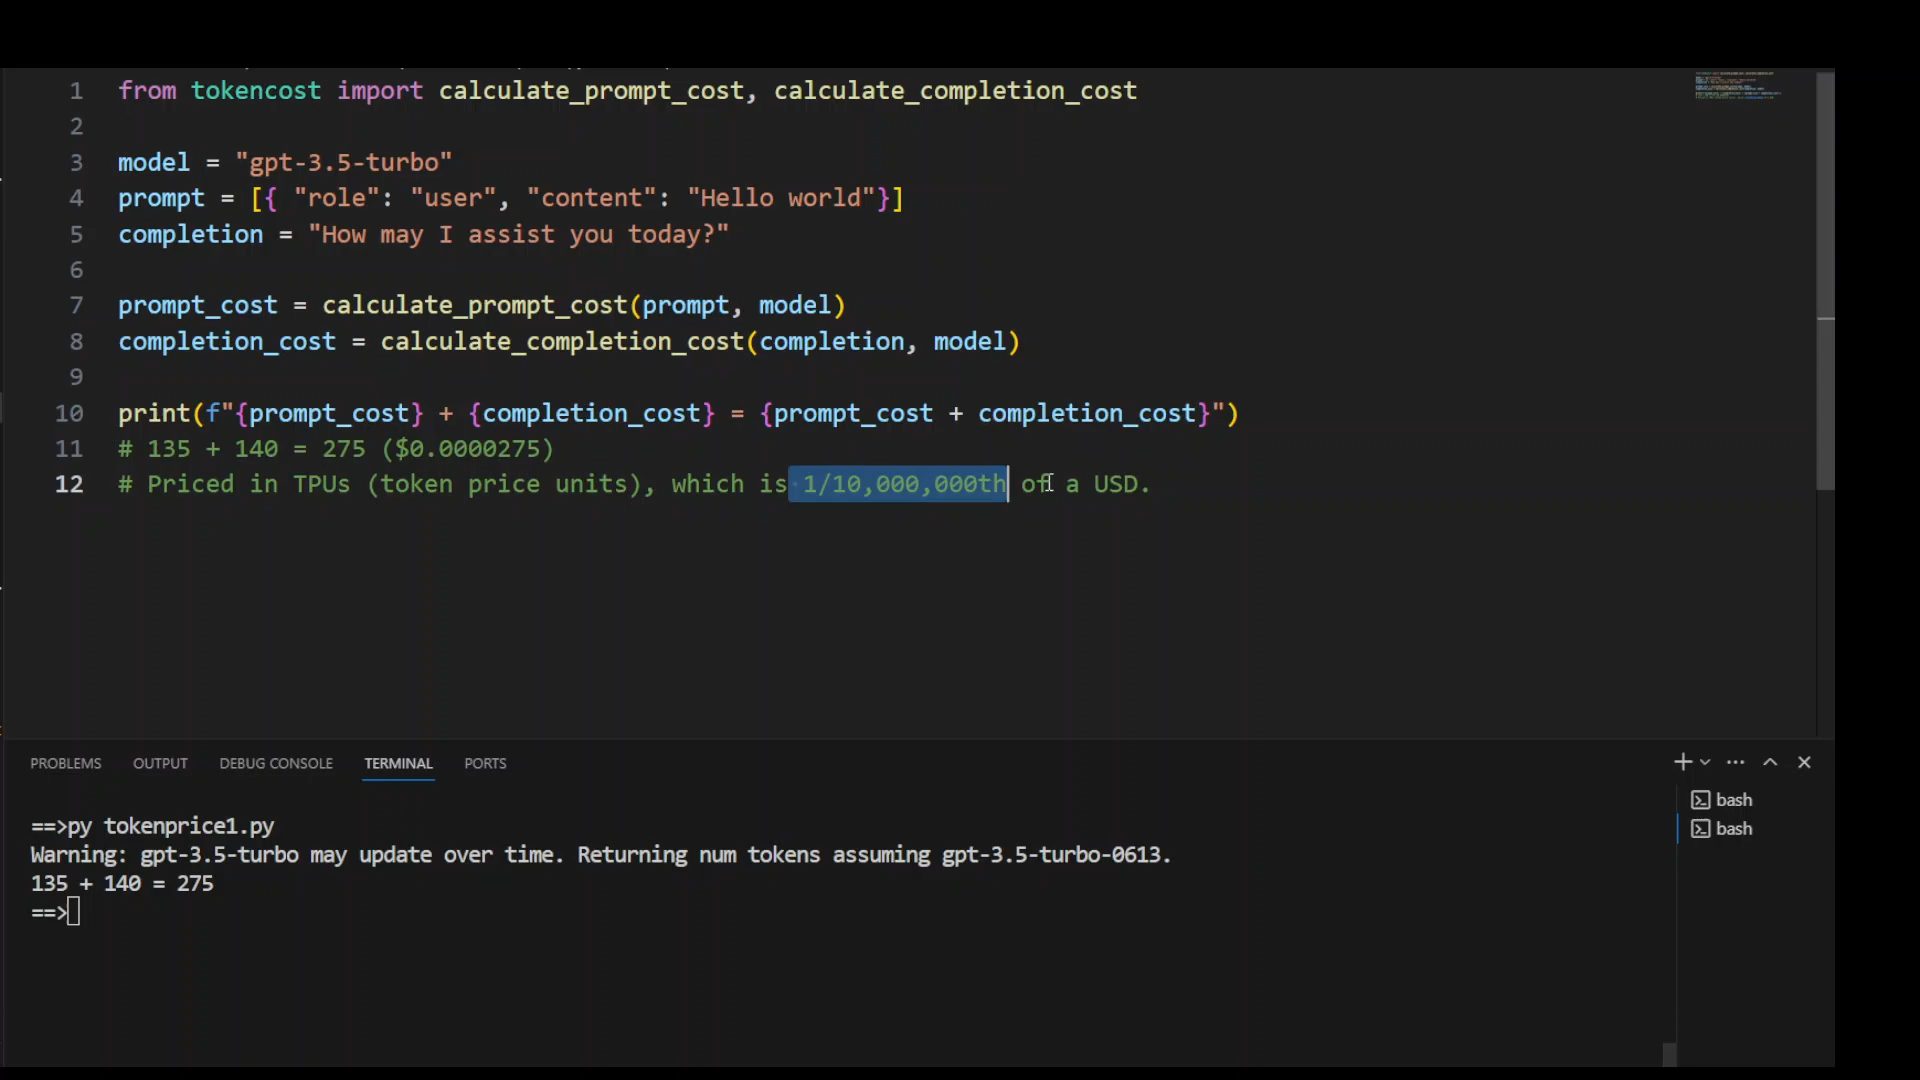 1 from tokencost import calculate_prompt_cost, calculate_completion_cost
2
3 model = "gpt-3.5-turbo"
4 prompt = [{ "role": "user", "content": "Hello world"}]
5 completion = "How may I assist you today?"
6
7 prompt_cost = calculate_prompt_cost(prompt, model)
8 completion_cost = calculate_completion_cost(completion, model)
9
10 print(f"{prompt_cost} + {completion_cost} = {prompt_cost + completion_cost}")
11 # 135 + 140 = 275 ($0.0000275)
12 # Priced in TPUs (token price units), which is 1/10,000,000th of a USD.
PROBLEMS OUTPUT DEBUG CONSOLE TERMINAL PORTS
bash
bash
==>py tokenprice1.py
Warning: gpt-3.5-turbo may update over time. Returning num tokens assuming gpt-3.5-turbo-0613.
135 + 140 = 275
==>